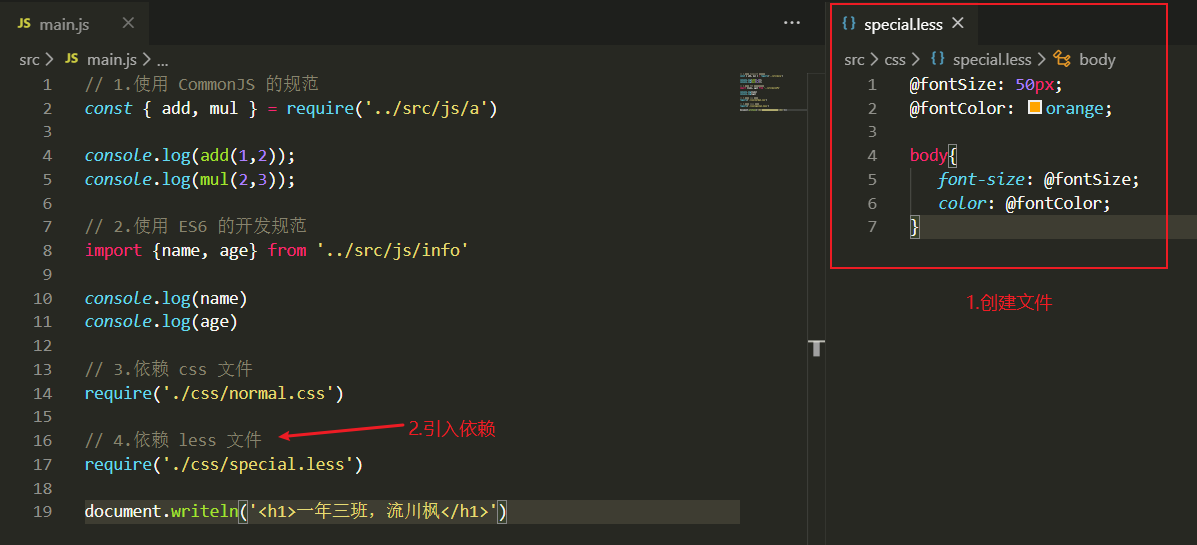 JS main.js ×
...
src > JS main.js > ...
1 // 1.使用 CommonJS 的规范
2 const { add, mul } = require('../src/js/a')
3
4 console.log(add(1,2));
5 console.log(mul(2,3));
6
7 // 2.使用 ES6 的开发规范
8 import {name, age} from '../src/js/info'
9
10 console.log(name)
11 console.log(age)
12
13 // 3.依赖 css 文件
14 require('./css/normal.css')
15
16 // 4.依赖 less 文件
2.引入依赖
17 require('./css/special.less')
18
19 document.writeln('<h1>一年三班，流川枫</h1>')
{} special.less ×
src > css > {} special.less > body
1 @fontSize: 50px;
2 @fontColor: orange;
3
4 body{
5 font-size: @fontSize;
6 color: @fontColor;
7 }
1.创建文件